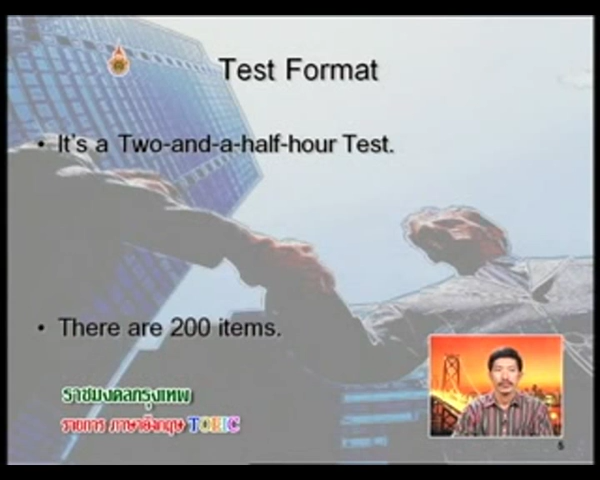 Test Format
• It's a Two-and-a-half-hour Test.
• There are 200 items.
ราชมงคลกรุงเทพ
รายการ ภาษาอังกฤษ TOEIC
5